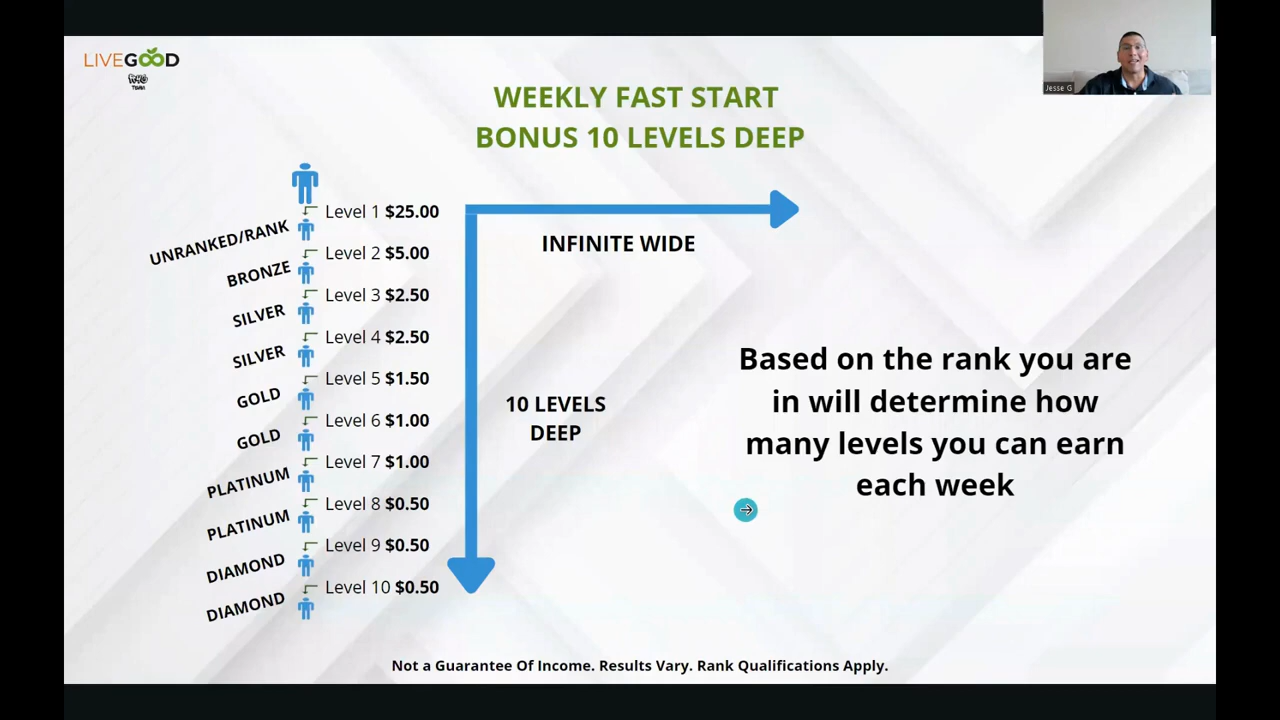 LIVEGOOD
TEAM
Jesse G
WEEKLY FAST START
BONUS 10 LEVELS DEEP
Level 1 $25.00
UNRANKED/RANK
Level 2 $5.00
BRONZE
Level 3 $2.50
SILVER
Level 4 $2.50
SILVER
Level 5 $1.50
GOLD
Level 6 $1.00
GOLD
Level 7 $1.00
PLATINUM
Level 8 $0.50
PLATINUM
Level 9 $0.50
DIAMOND
Level 10 $0.50
DIAMOND
INFINITE WIDE
10 LEVELS
DEEP
Based on the rank you are
in will determine how
many levels you can earn
each week
Not a Guarantee Of Income. Results Vary. Rank Qualifications Apply.